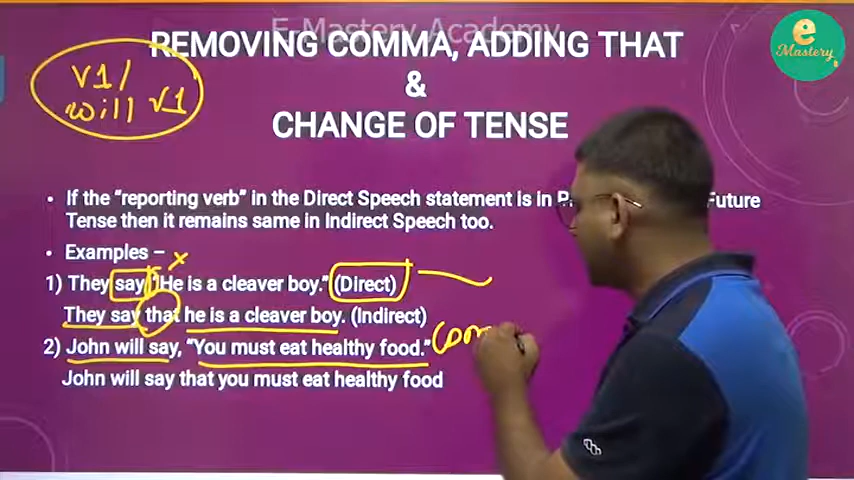 E-Mastery Academy
REMOVING COMMA, ADDING THAT
&
CHANGE OF TENSE
e
Mastery
v1/
will v1
• If the "reporting verb" in the Direct Speech statement is in Future
Tense then it remains same in Indirect Speech too.
• Examples –
1) They say, "He is a cleaver boy." (Direct)
They say that he is a cleaver boy. (Indirect)
2) John will say, "You must eat healthy food."
John will say that you must eat healthy food